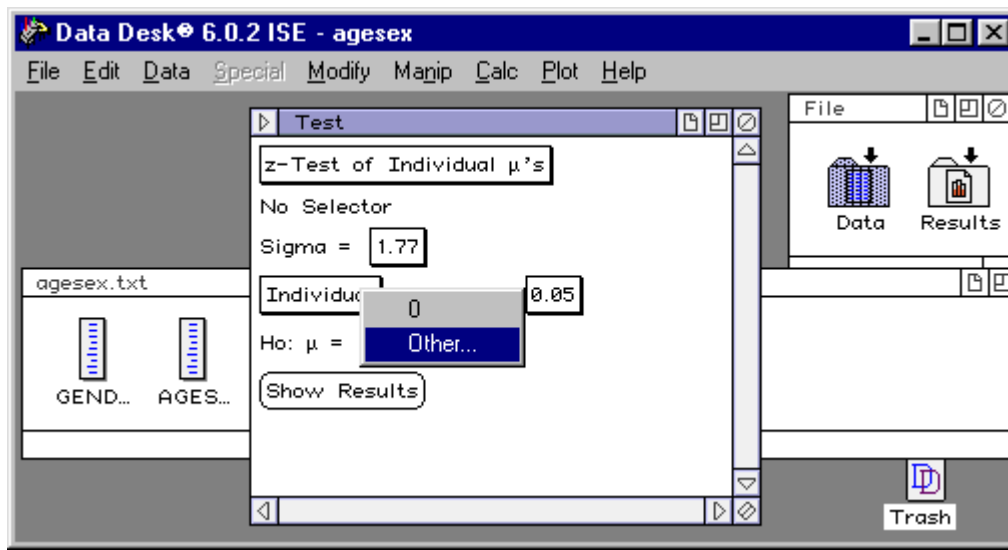 Data Desk® 6.0.2 ISE - agesex
File Edit Data Special Modify Manip Calc Plot Help
Test
z-Test of Individual μ's
No Selector
Sigma = 1.77
0.05
Ho: μ =
0
Other...
Show Results
File
Data Results
agesex.txt
GEND... AGES...
Trash